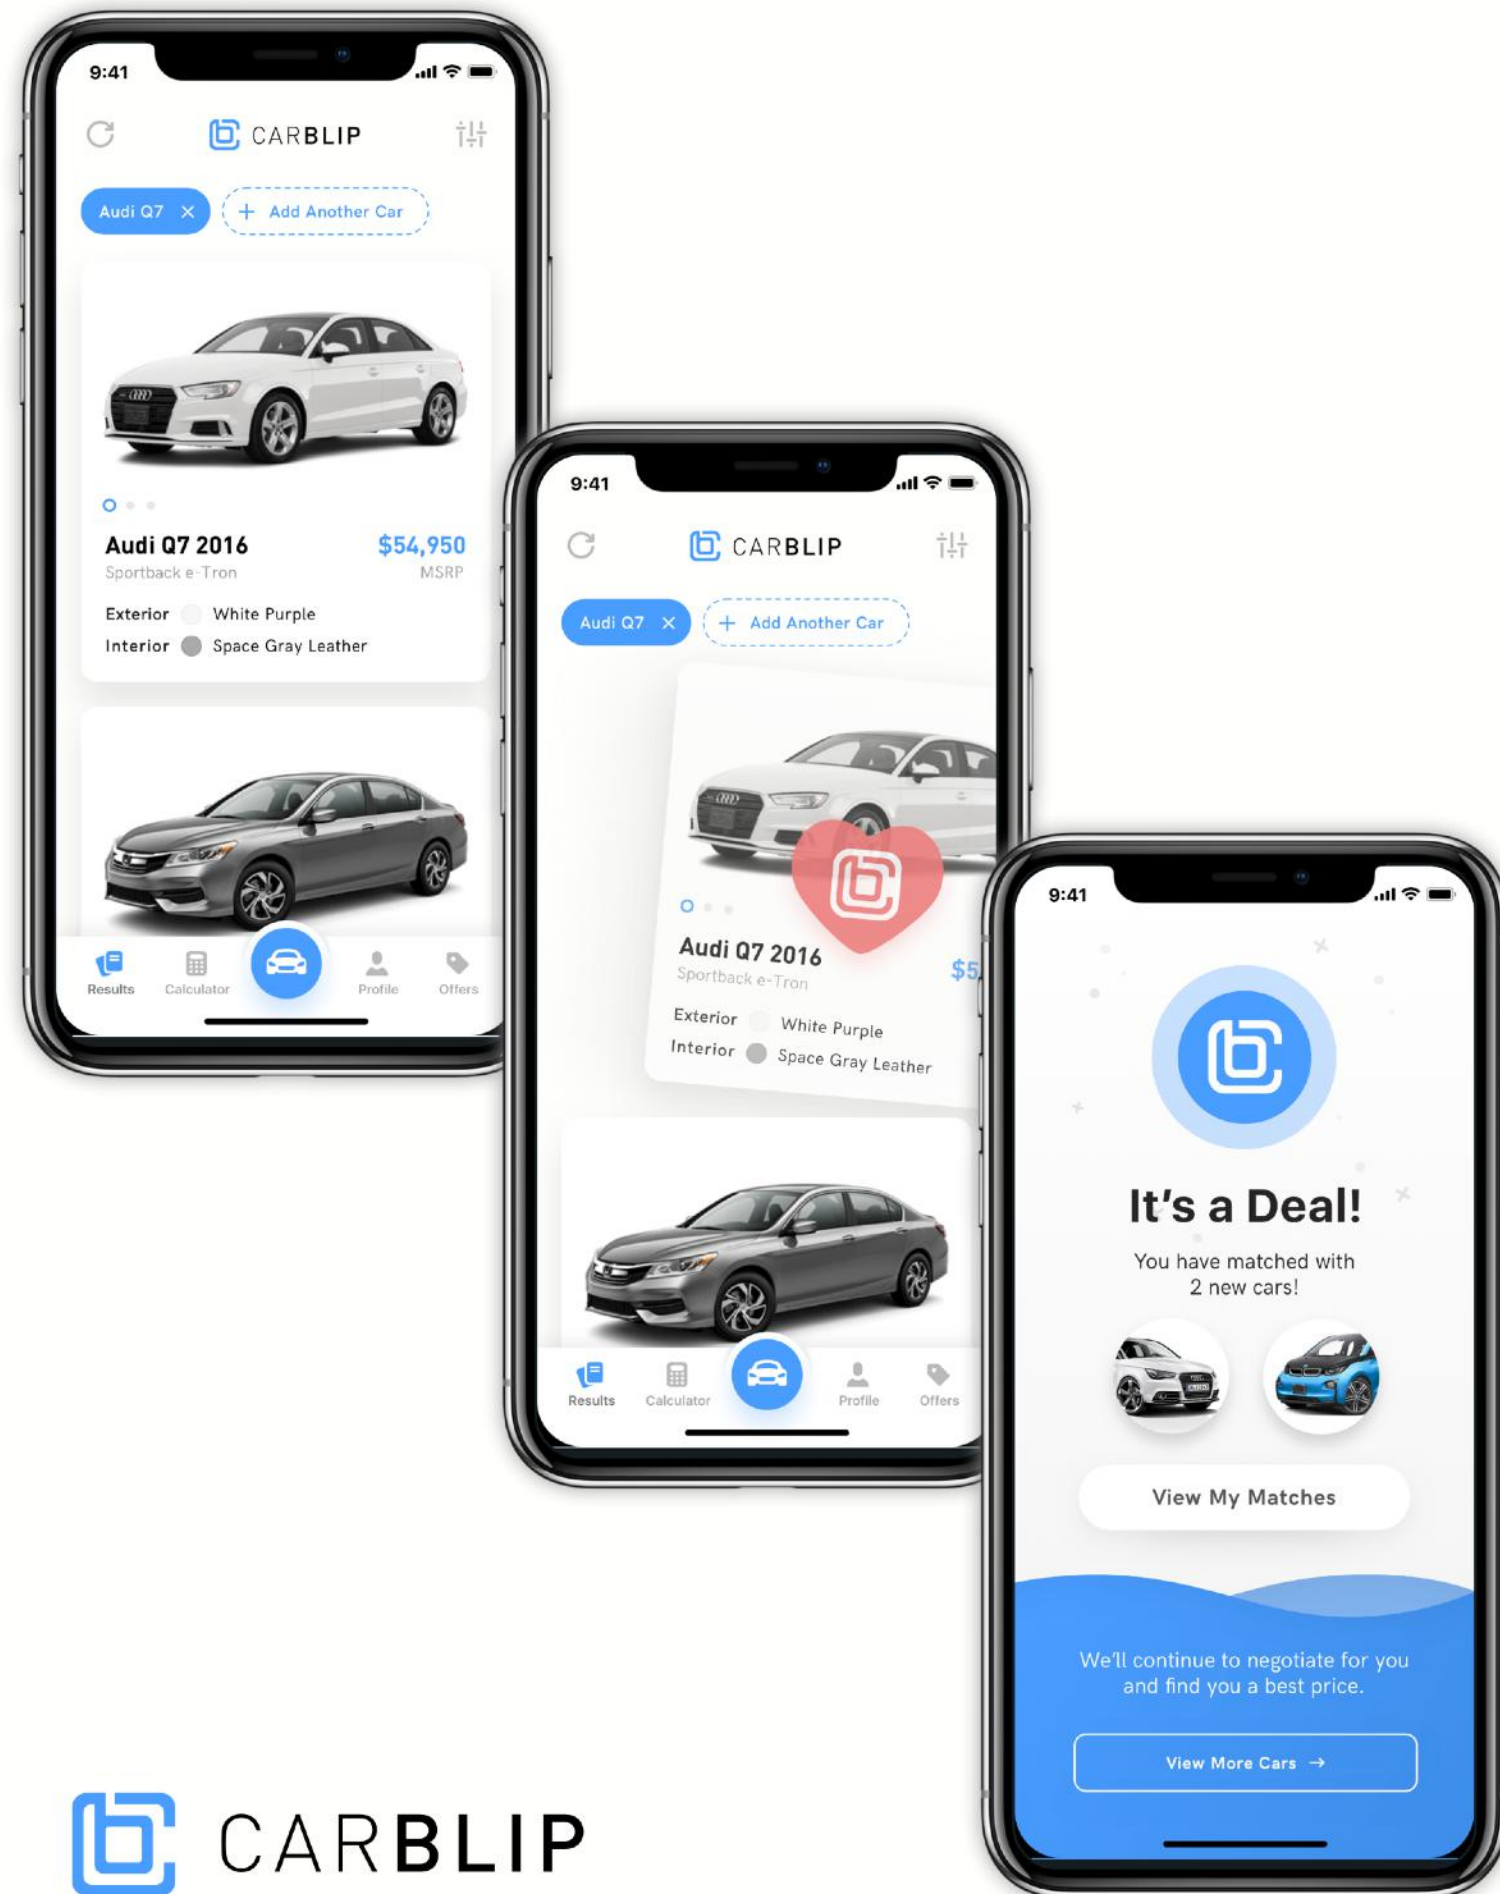 9:41
CARBLIP
Audi Q7 ×
+ Add Another Car
Audi Q7 2016
$54,950
Sportback e-Tron
MSRP
Exterior White Purple
Interior Space Gray Leather
Results
Calculator
Profile
Offers
9:41
CARBLIP
Audi Q7 ×
+ Add Another Car
Audi Q7 2016
$5
Sportback e-Tron
Exterior White Purple
Interior Space Gray Leather
Results
Calculator
Profile
Offers
9:41
It's a Deal!
You have matched with
2 new cars!
View My Matches
We'll continue to negotiate for you
and find you a best price.
View More Cars →
CARBLIP